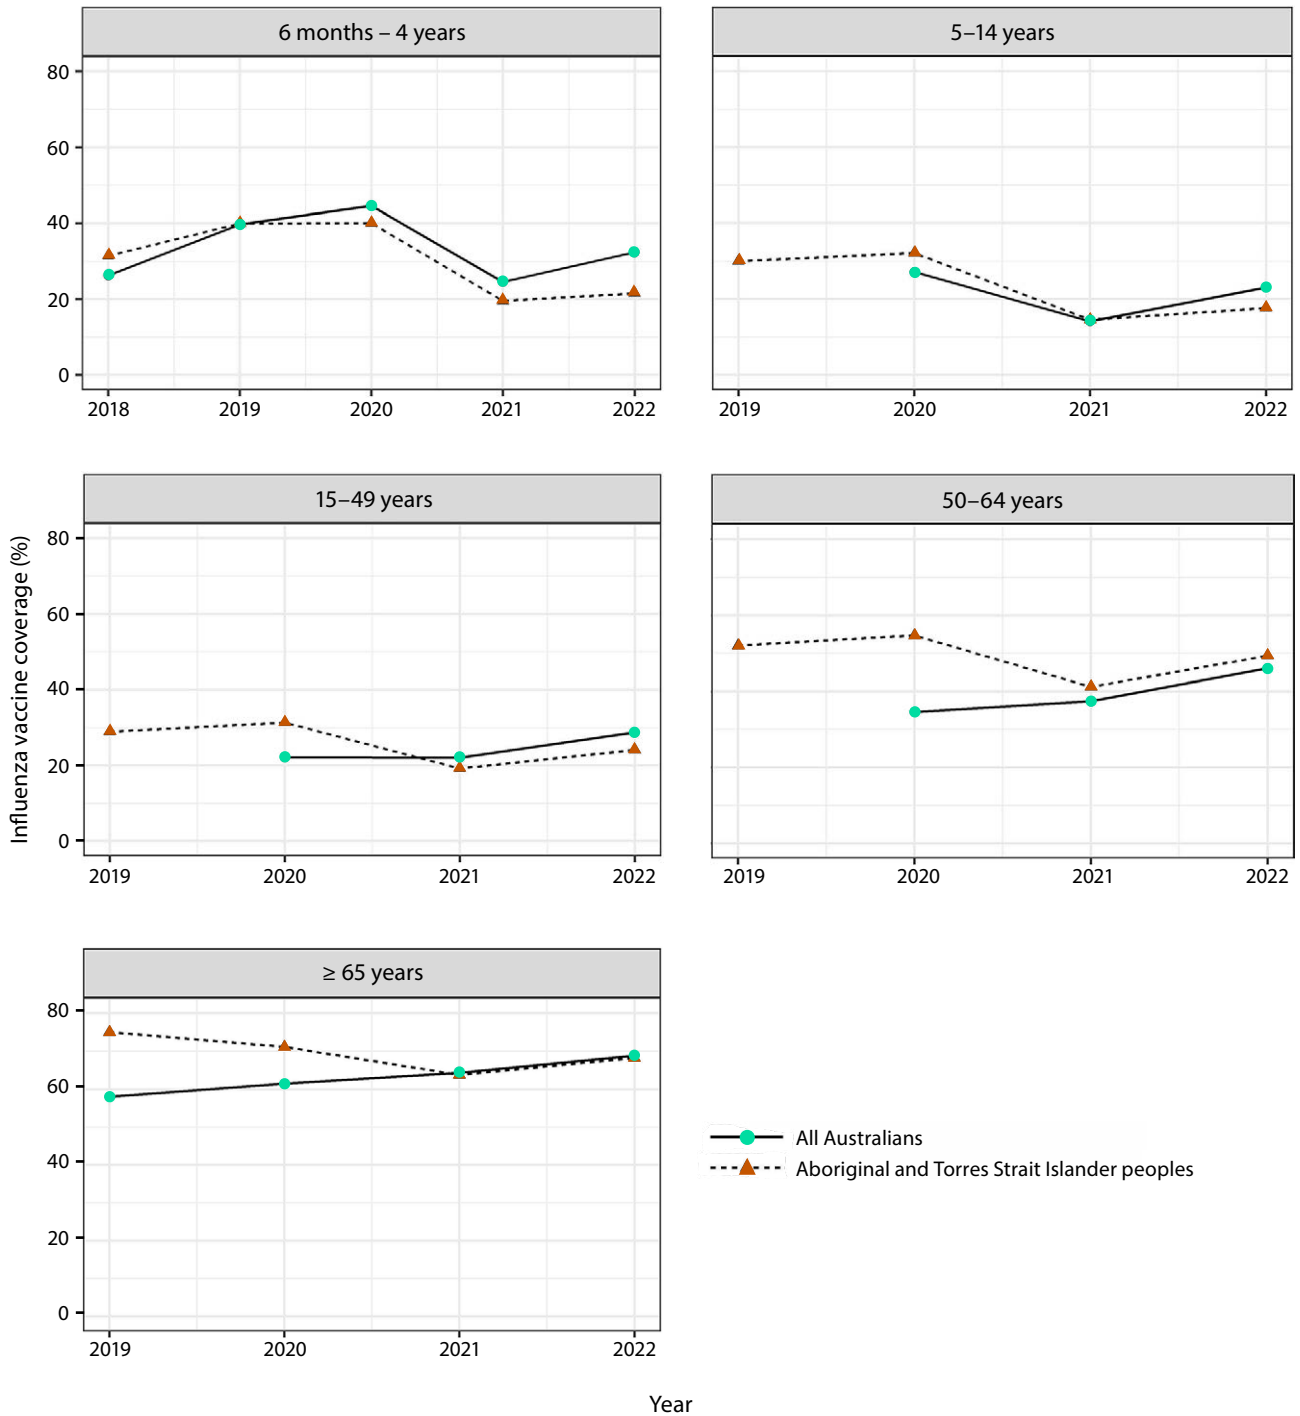 6 months – 4 years
5–14 years
80
60
40
20
0
2018 2019 2020 2021 2022
2019 2020 2021 2022
15–49 years
50–64 years
Influenza vaccine coverage (%)
80
60
40
20
0
2019 2020 2021 2022
2019 2020 2021 2022
≥ 65 years
80
60
40
20
0
2019 2020 2021 2022
All Australians
Aboriginal and Torres Strait Islander peoples
Year